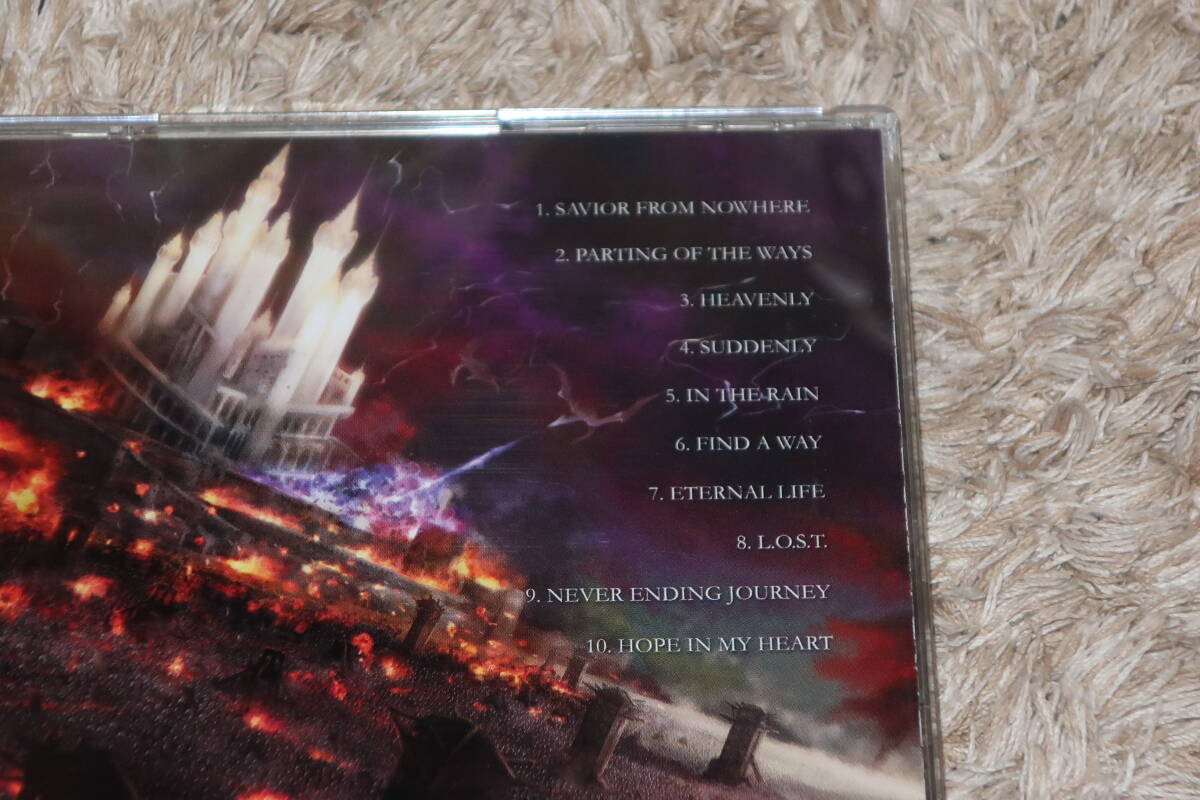 1. SAVIOR FROM NOWHERE
2. PARTING OF THE WAYS
3. HEAVENLY
4. SUDDENLY
5. IN THE RAIN
6. FIND A WAY
7. ETERNAL LIFE
8. L.O.S.T.
9. NEVER ENDING JOURNEY
10. HOPE IN MY HEART